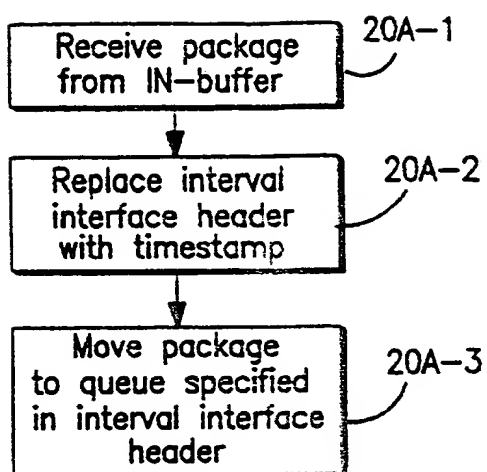 Receive package
from IN-buffer
20A-1
Replace interval
interface header
with timestamp
20A-2
Move package
to queue specified
in interval interface
header
20A-3